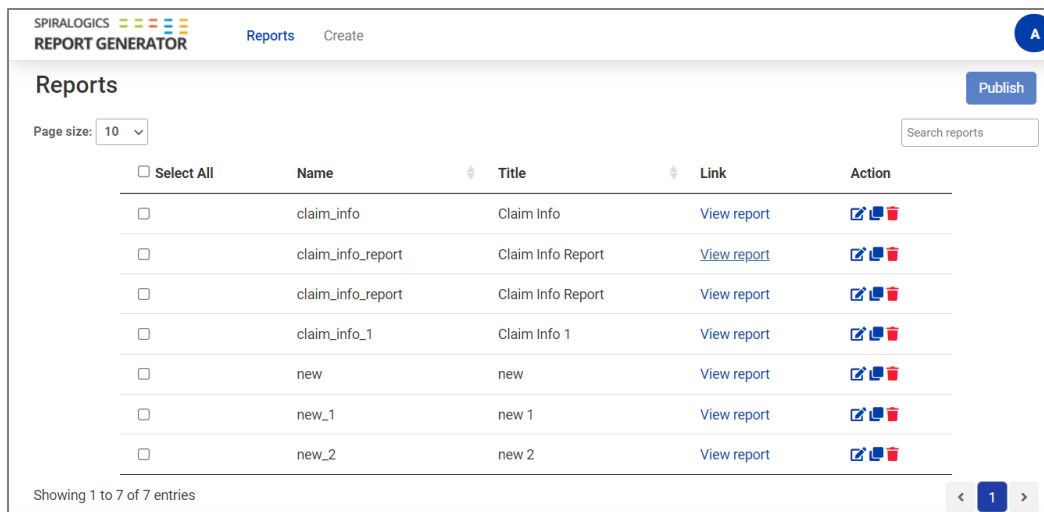 SPIRALOGICS
REPORT GENERATOR
Reports Create
A
Reports
Publish
Page size: 10
Search reports
Select All Name Title Link Action
claim_info Claim Info View report
claim_info_report Claim Info Report View report
claim_info_report Claim Info Report View report
claim_info_1 Claim Info 1 View report
new new View report
new_1 new 1 View report
new_2 new 2 View report
Showing 1 to 7 of 7 entries
1